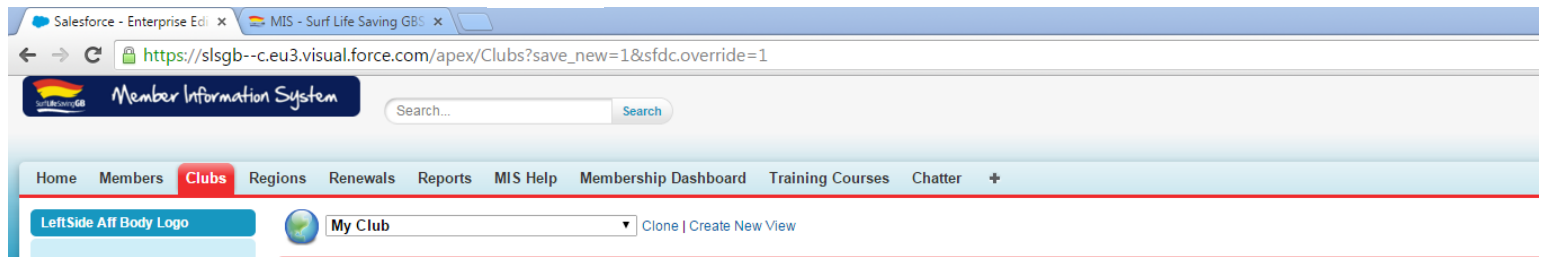 Salesforce - Enterprise Edi
MIS - Surf Life Saving GBS
https://slsgb--c.eu3.visual.force.com/apex/Clubs?save_new=1&sfdc.override=1
SurfLifeSavingGB
Member Information System
Search...
Search
Home Members Clubs Regions Renewals Reports MIS Help Membership Dashboard Training Courses Chatter +
LeftSide Aff Body Logo
My Club
Clone | Create New View